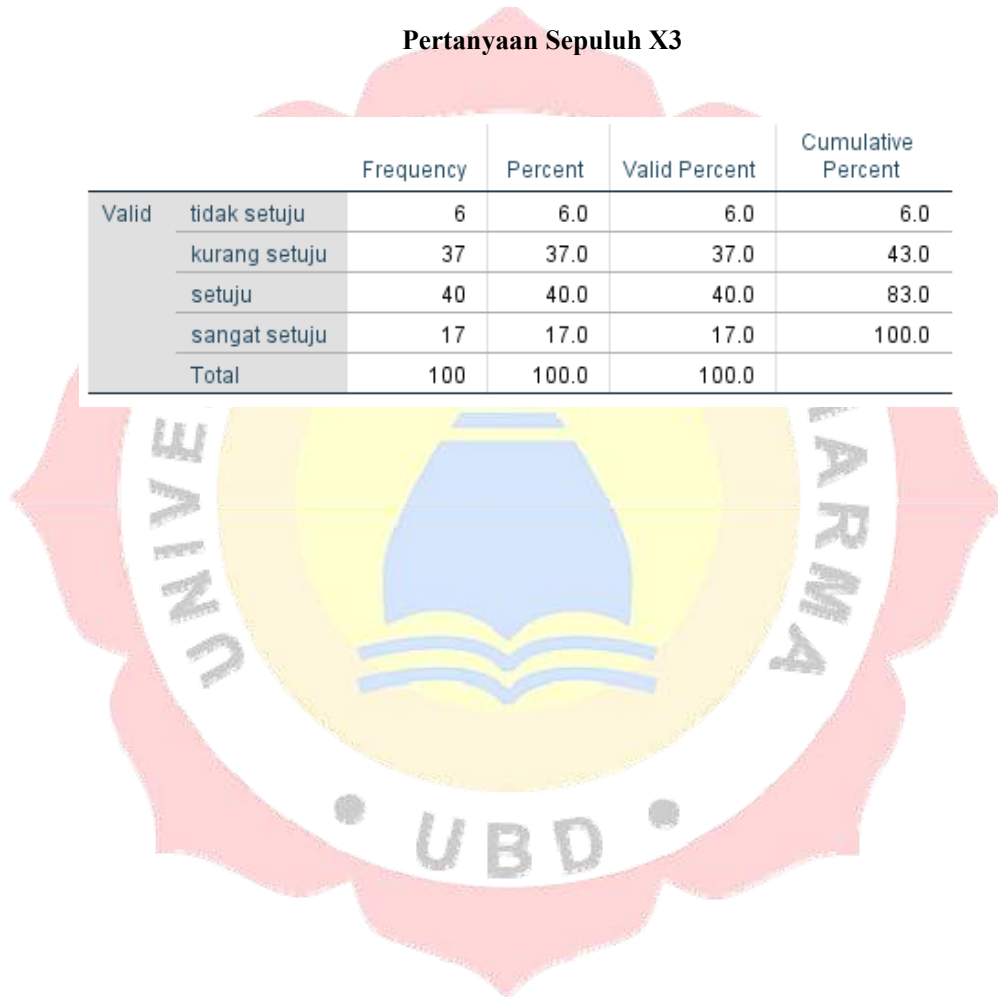 Pertanyaan Sepuluh X3
Frequency Percent Valid Percent Cumulative Percent
Valid tidak setuju 6 6.0 6.0 6.0
kurang setuju 37 37.0 37.0 43.0
setuju 40 40.0 40.0 83.0
sangat setuju 17 17.0 17.0 100.0
Total 100 100.0 100.0
UNIVE
HARMA
UBD